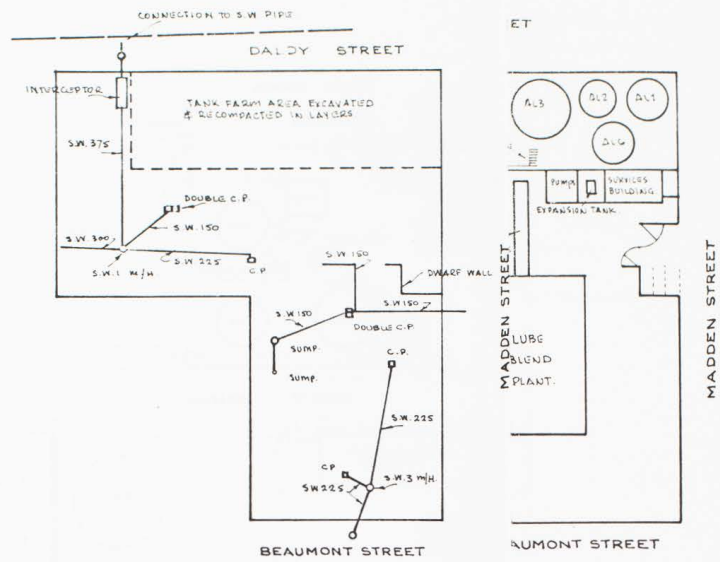 CONNECTION TO S.W PIPE
DALDY STREET
INTERCEPTOR
TANK FARM AREA EXCAVATED
& RECOMPACTED IN LAYERS
S.W. 375
DOUBLE C.P.
S.W. 150
S.W. 300
S.W. 225
S.W. 1 M/H
C.P.
S.W. 150
DWARF WALL
S.W. 150
S.W. 150
DOUBLE C.P.
SUMP.
SUMP.
C.P.
S.W. 225
C.P.
S.W. 3 M/H.
SW 225
BEAUMONT STREET
MADDEN STREET
ET
AL3
AL2
AL1
AL6
PUMPS
SERVICES
BUILDING.
EXPANSION TANK.
LUBE
BLEND
PLANT.
AUMONT STREET
MADDEN STREET